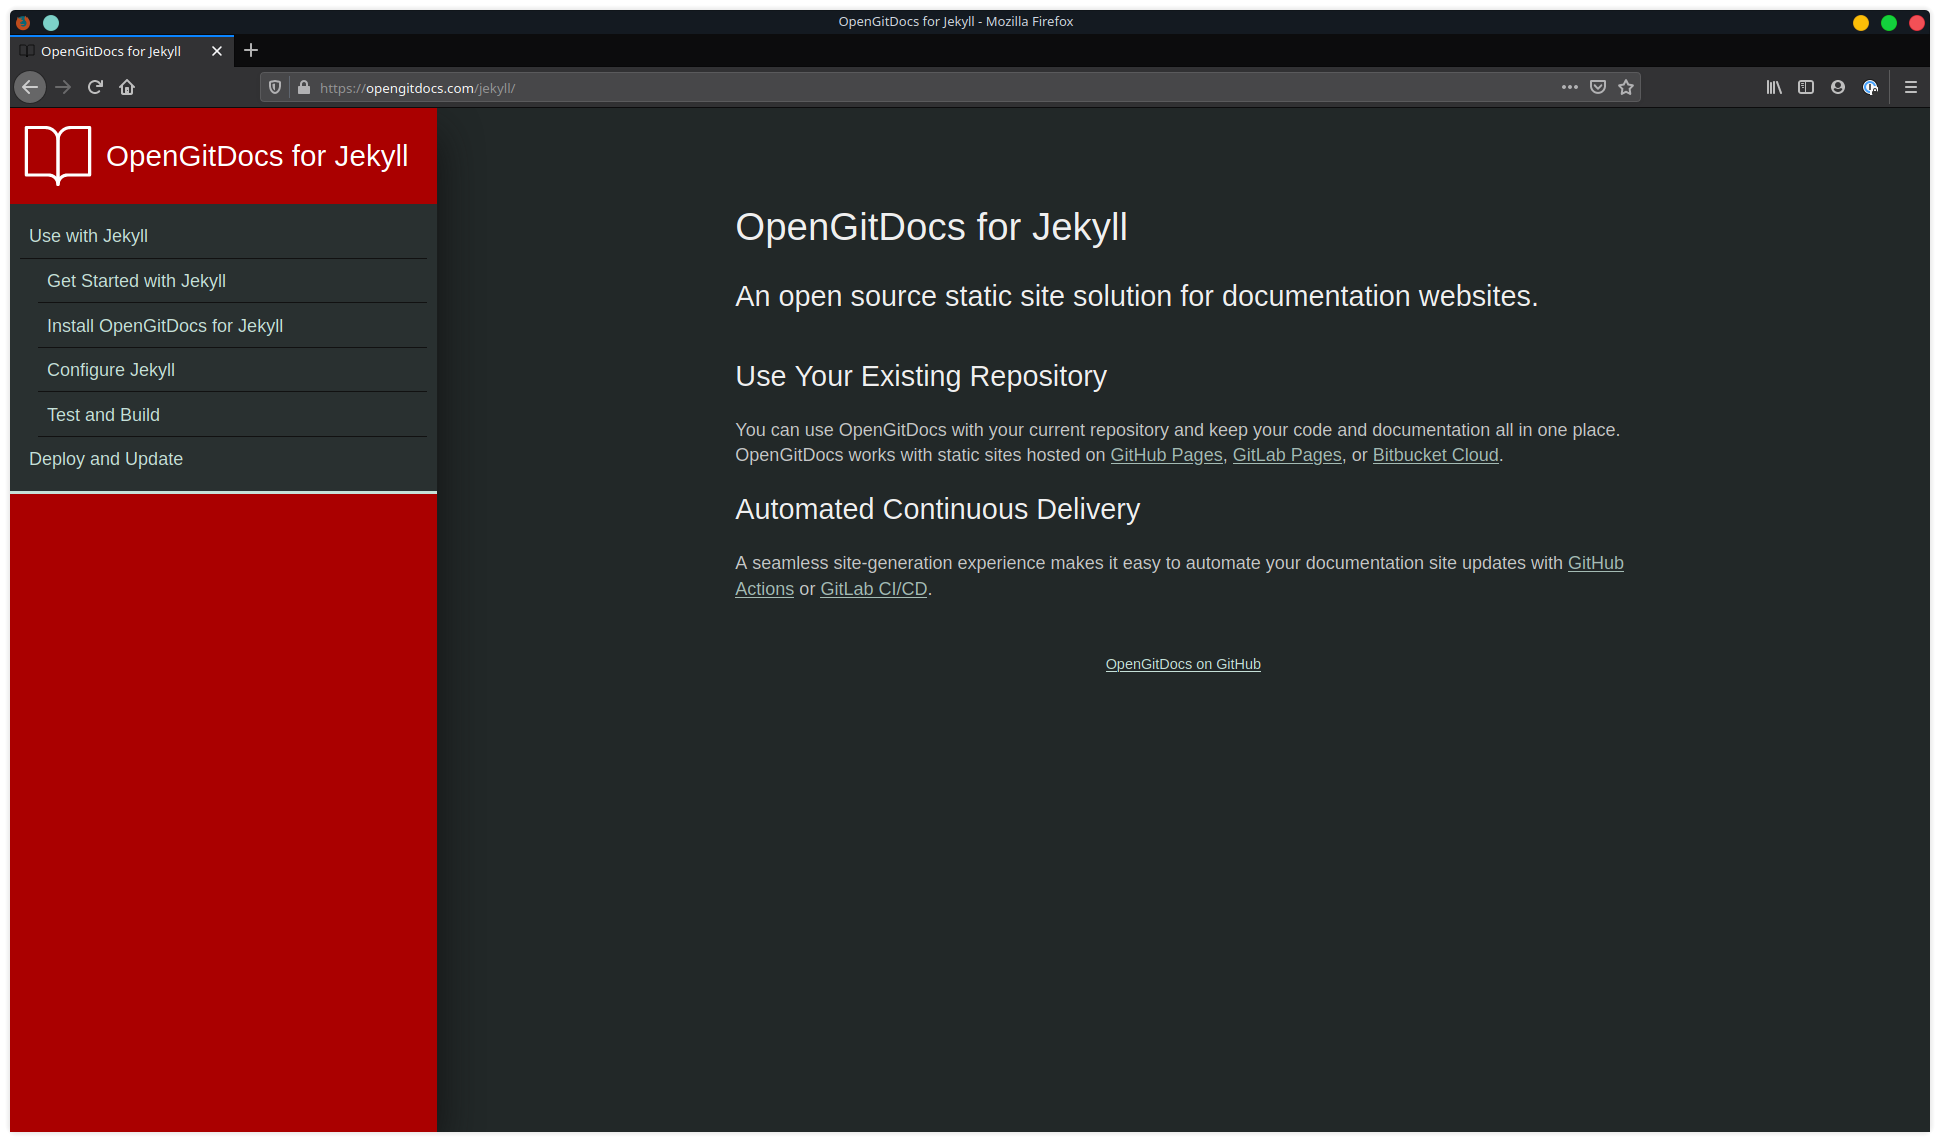 OpenGitDocs for Jekyll - Mozilla Firefox
OpenGitDocs for Jekyll
https://opengitdocs.com/jekyll/
OpenGitDocs for Jekyll
Use with Jekyll
Get Started with Jekyll
Install OpenGitDocs for Jekyll
Configure Jekyll
Test and Build
Deploy and Update
OpenGitDocs for Jekyll
An open source static site solution for documentation websites.
Use Your Existing Repository
You can use OpenGitDocs with your current repository and keep your code and documentation all in one place.
OpenGitDocs works with static sites hosted on GitHub Pages, GitLab Pages, or Bitbucket Cloud.
Automated Continuous Delivery
A seamless site-generation experience makes it easy to automate your documentation site updates with GitHub
Actions or GitLab CI/CD.
OpenGitDocs on GitHub